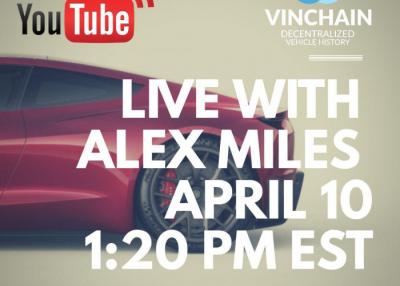 YouTube
VINCHAIN
DECENTRALIZED
VEHICLE HISTORY
LIVE WITH
ALEX MILES
APRIL 10
1:20 PM EST